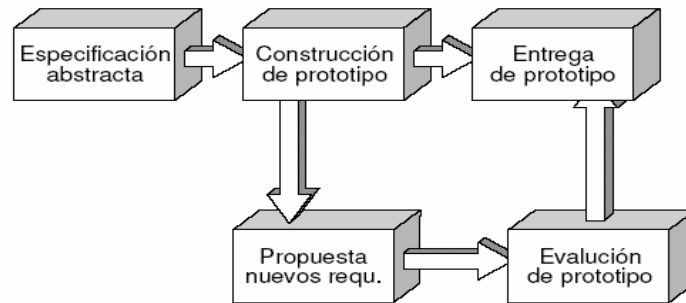 Especificación
abstracta
Construcción
de prototipo
Entrega
de prototipo
Propuesta
nuevos requ.
Evalución
de prototipo